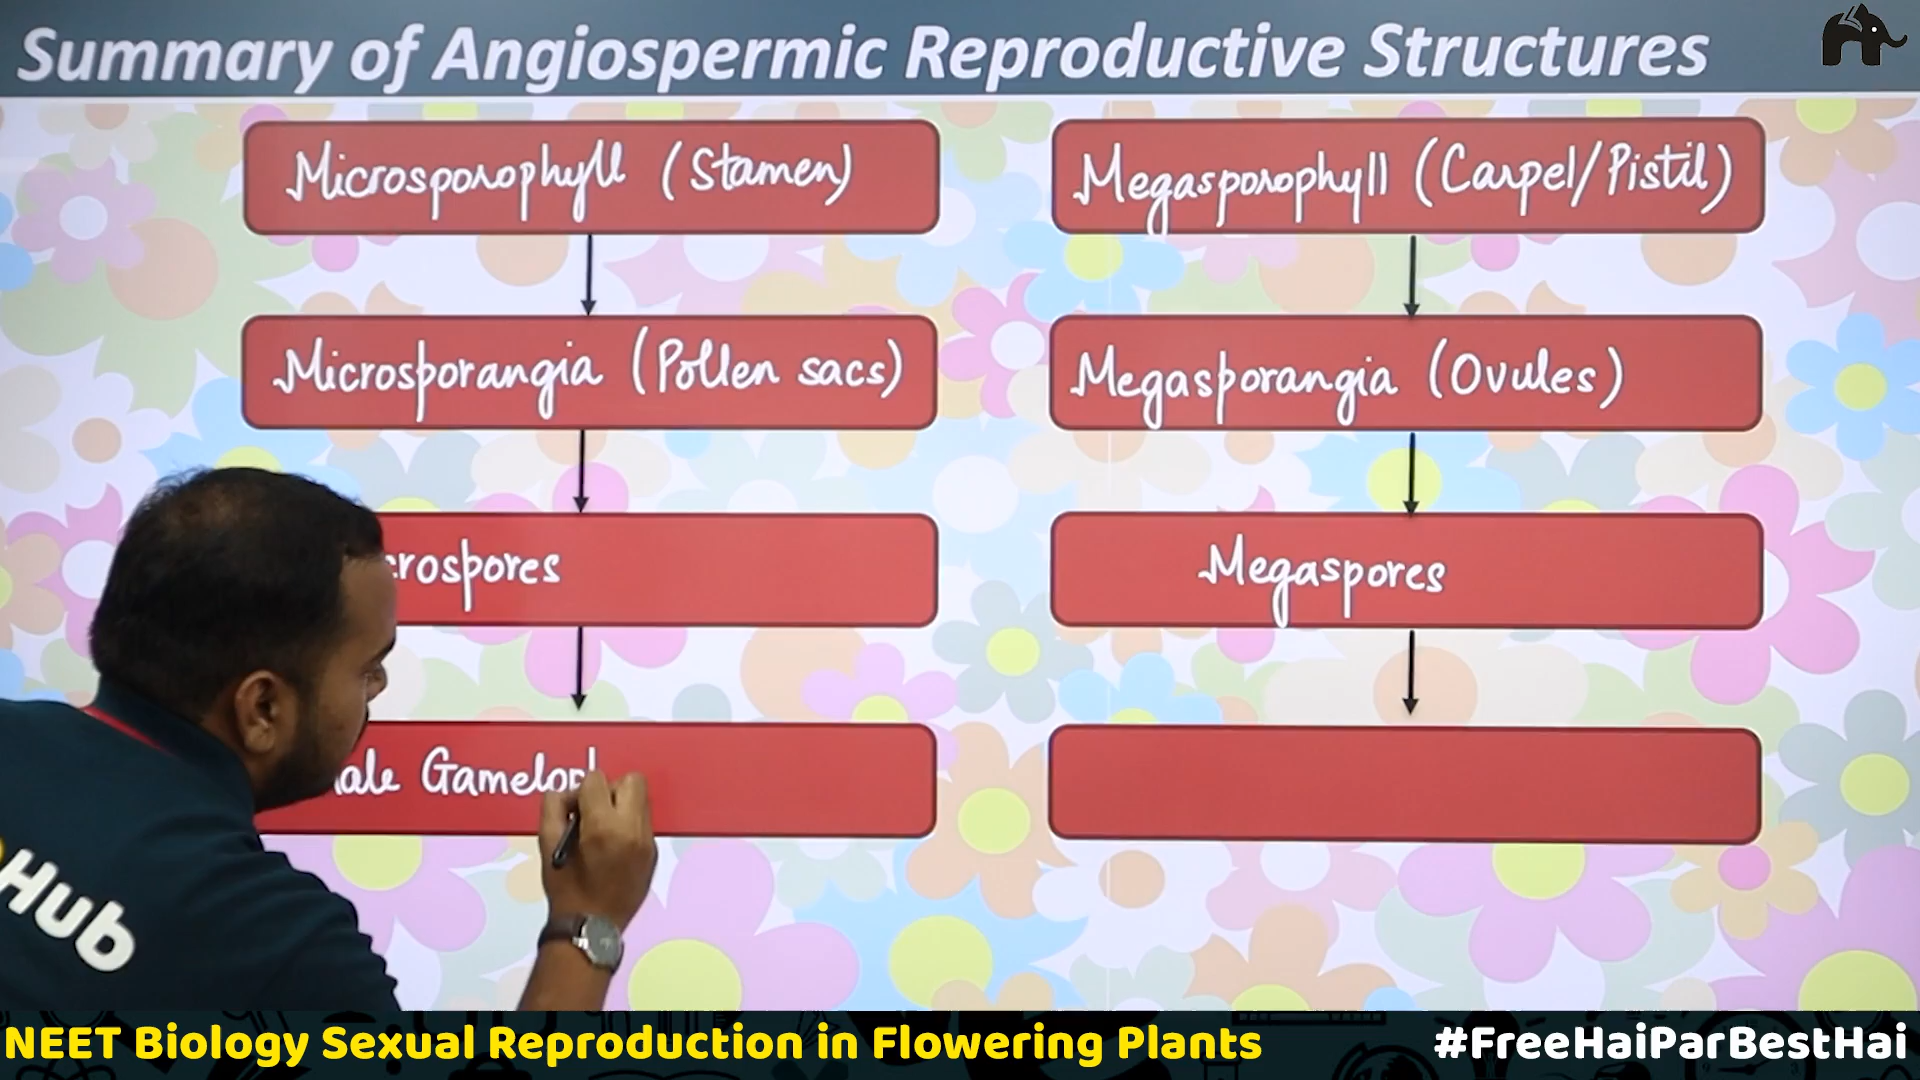 Summary of Angiospermic Reproductive Structures
Microsporophyll (Stamen)
Megasporophyll (Carpel/Pistil)
Microsporangia (Pollen sacs)
Megasporangia (Ovules)
crospores
Megaspores
ale Gametop
Hub
NEET Biology Sexual Reproduction in Flowering Plants
#FreeHaiParBestHai